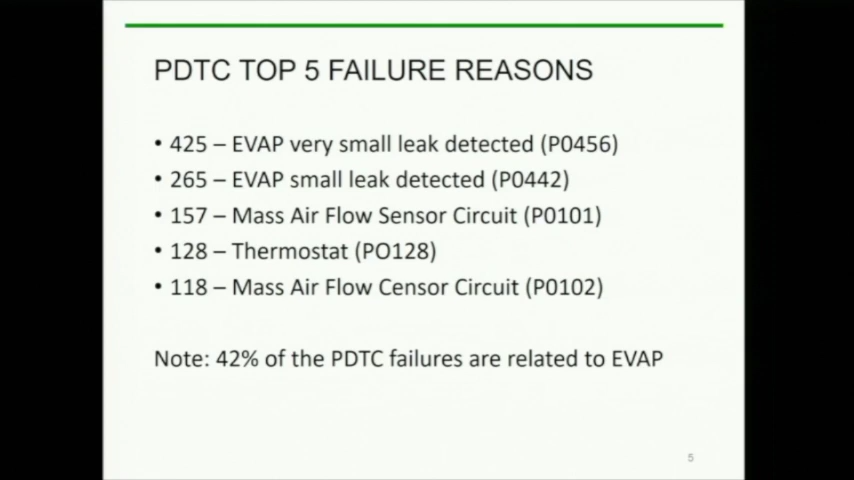 PDTC TOP 5 FAILURE REASONS
• 425 – EVAP very small leak detected (P0456)
• 265 – EVAP small leak detected (P0442)
• 157 – Mass Air Flow Sensor Circuit (P0101)
• 128 – Thermostat (PO128)
• 118 – Mass Air Flow Censor Circuit (P0102)
Note: 42% of the PDTC failures are related to EVAP
5